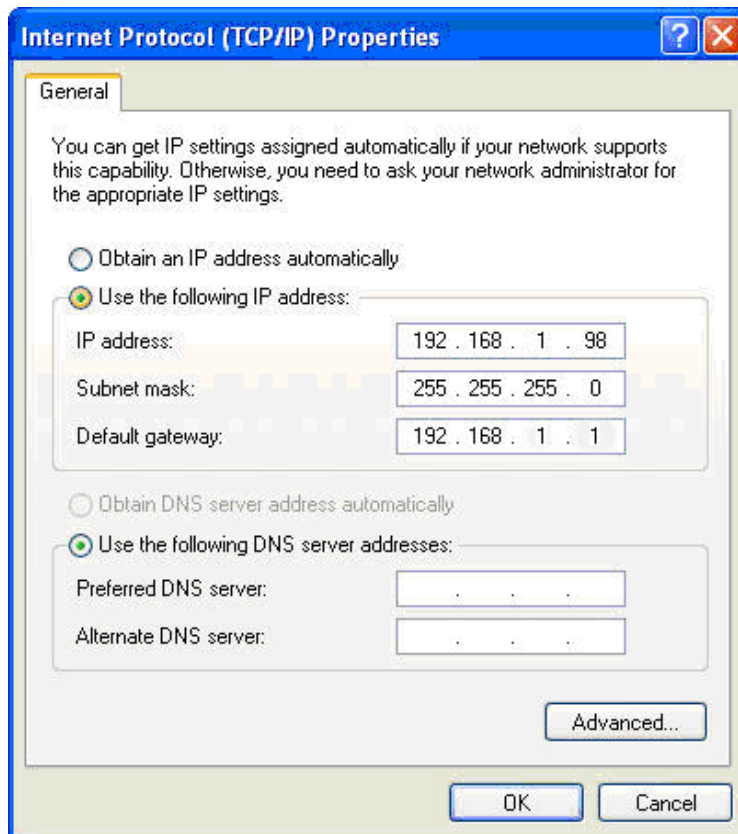 Internet Protocol (TCP/IP) Properties
General
You can get IP settings assigned automatically if your network supports
this capability. Otherwise, you need to ask your network administrator for
the appropriate IP settings.
Obtain an IP address automatically
Use the following IP address:
IP address: 192 . 168 . 1 . 98
Subnet mask: 255 . 255 . 255 . 0
Default gateway: 192 . 168 . 1 . 1
Obtain DNS server address automatically
Use the following DNS server addresses:
Preferred DNS server: . . .
Alternate DNS server: . . .
Advanced...
OK Cancel